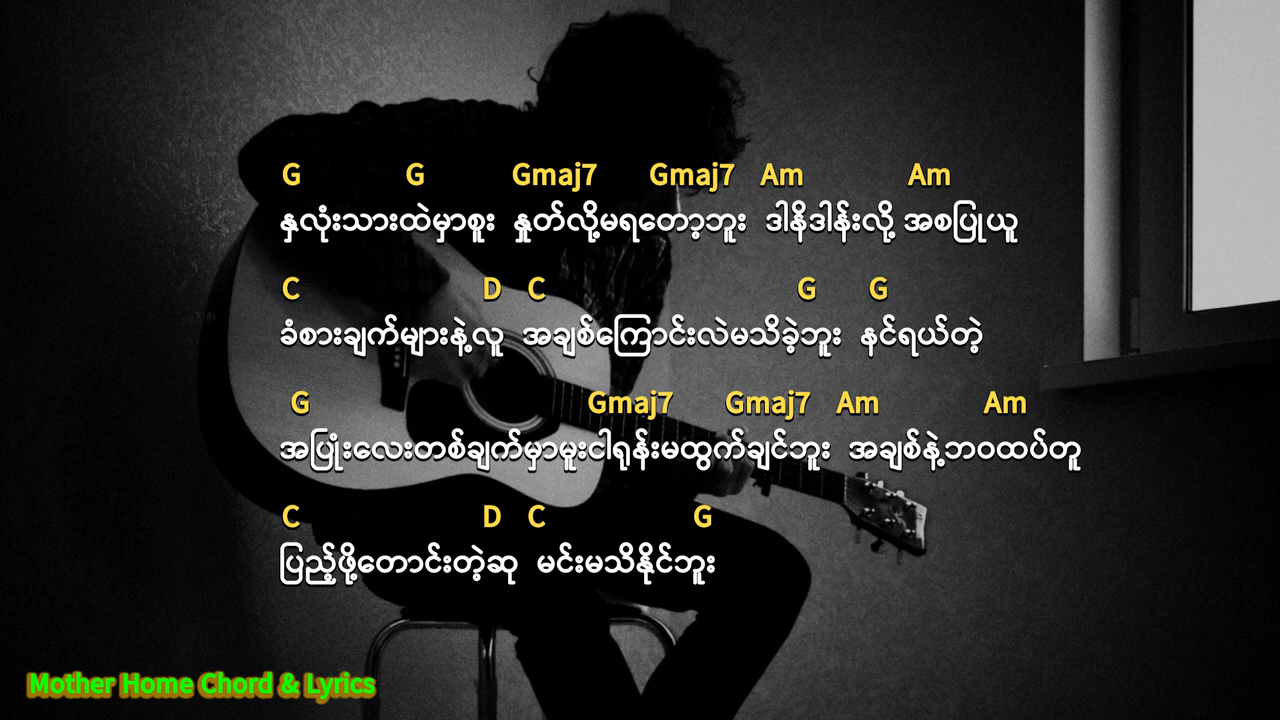 G G Gmaj7 Gmaj7 Am Am
နှလုံးသားထဲမှာစူး နှုတ်လို့မရတော့ဘူး ဒါနိဒါန်းလို့ အစပြုယူ
C D C G G
ခံစားချက်များနဲ့လူ အချစ်ကြောင်းလဲမသိခဲ့ဘူး နင်ရယ်တဲ့
G Gmaj7 Gmaj7 Am Am
အပြုံးလေးတစ်ချက်မှာမူးငါရုန်းမထွက်ချင်ဘူး အချစ်နဲ့ဘဝထပ်တူ
C D C G
ပြည့်ဖို့တောင်းတဲ့ဆု မင်းမသိနိုင်ဘူး
Mother Home Chord & Lyrics